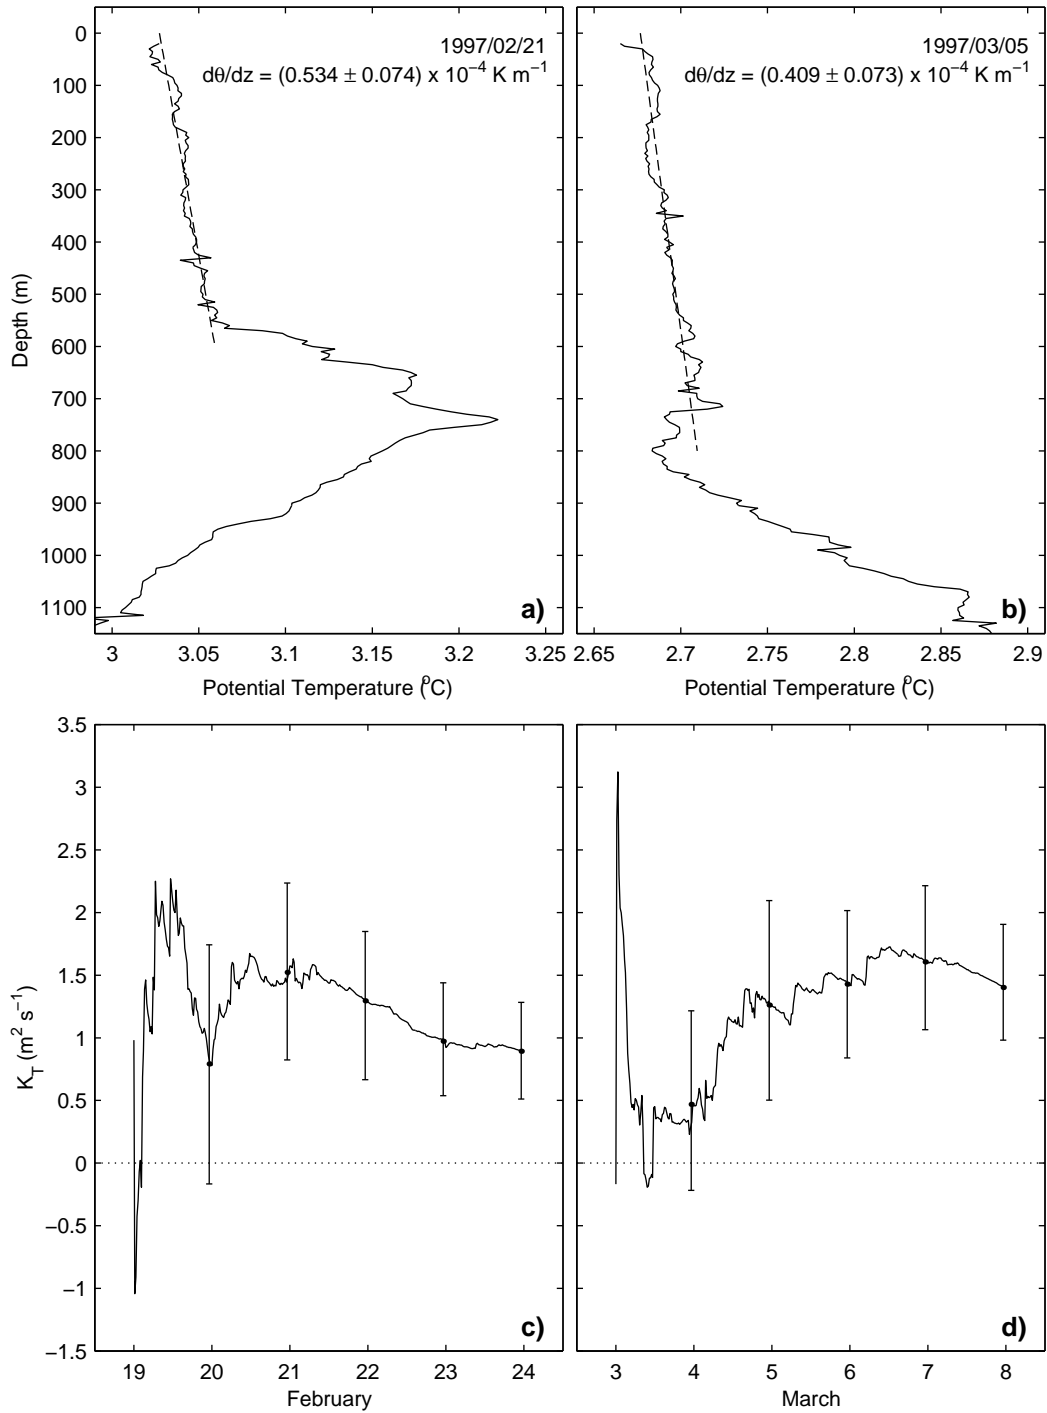 1997/02/21
dθ/dz = (0.534 ± 0.074) x 10⁻⁴ K m⁻¹
0
100
200
300
400
500
600
700
800
900
1000
1100
Depth (m)
a)
3 3.05 3.1 3.15 3.2 3.25
Potential Temperature (ºC)
1997/03/05
dθ/dz = (0.409 ± 0.073) x 10⁻⁴ K m⁻¹
b)
2.65 2.7 2.75 2.8 2.85 2.9
Potential Temperature (ºC)
3.5
3
2.5
2
1.5
1
0.5
0
−0.5
−1
−1.5
K_T (m² s⁻¹)
c)
19 20 21 22 23 24
February
d)
3 4 5 6 7 8
March